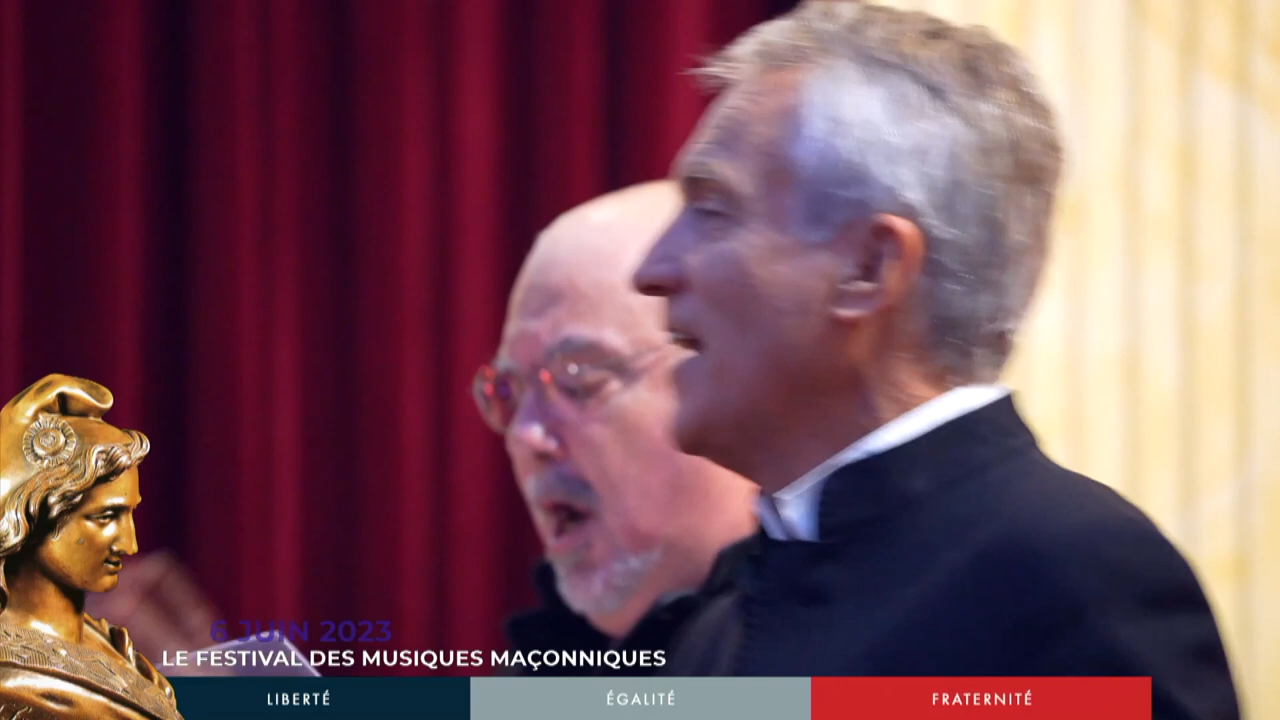 6 JUIN 2023
LE FESTIVAL DES MUSIQUES MAÇONNIQUES
LIBERTÉ ÉGALITÉ FRATERNITÉ